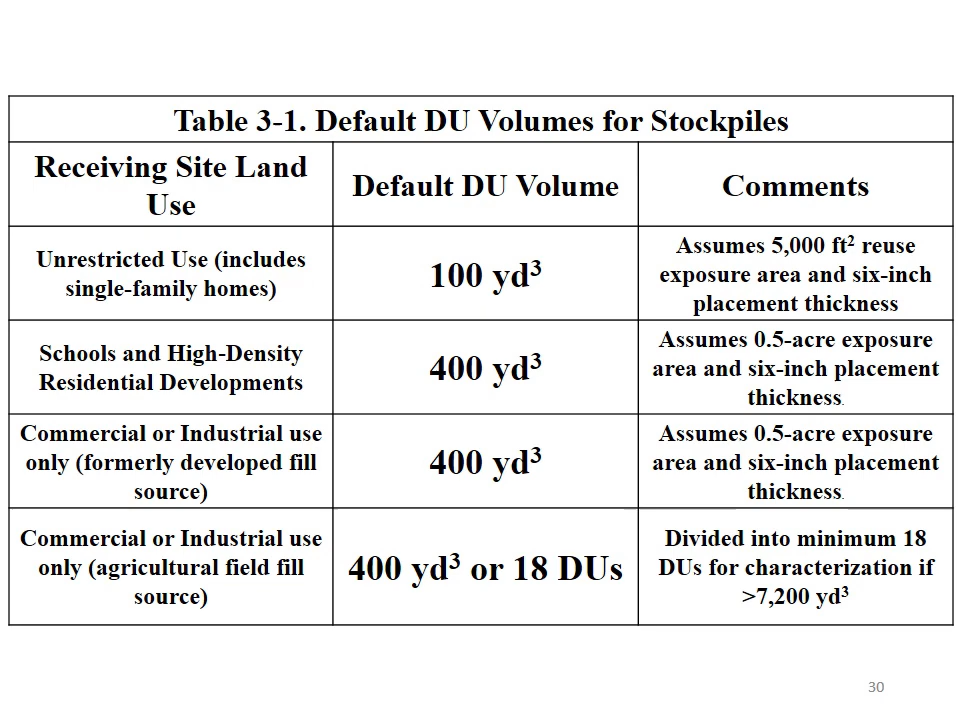 Table 3-1. Default DU Volumes for Stockpiles
Receiving Site Land
Use
Default DU Volume
Comments
Unrestricted Use (includes
single-family homes)
100 yd³
Assumes 5,000 ft² reuse
exposure area and six-inch
placement thickness
Schools and High-Density
Residential Developments
400 yd³
Assumes 0.5-acre exposure
area and six-inch placement
thickness.
Commercial or Industrial use
only (formerly developed fill
source)
400 yd³
Assumes 0.5-acre exposure
area and six-inch placement
thickness.
Commercial or Industrial use
only (agricultural field fill
source)
400 yd³ or 18 DUs
Divided into minimum 18
DUs for characterization if
>7,200 yd³
30